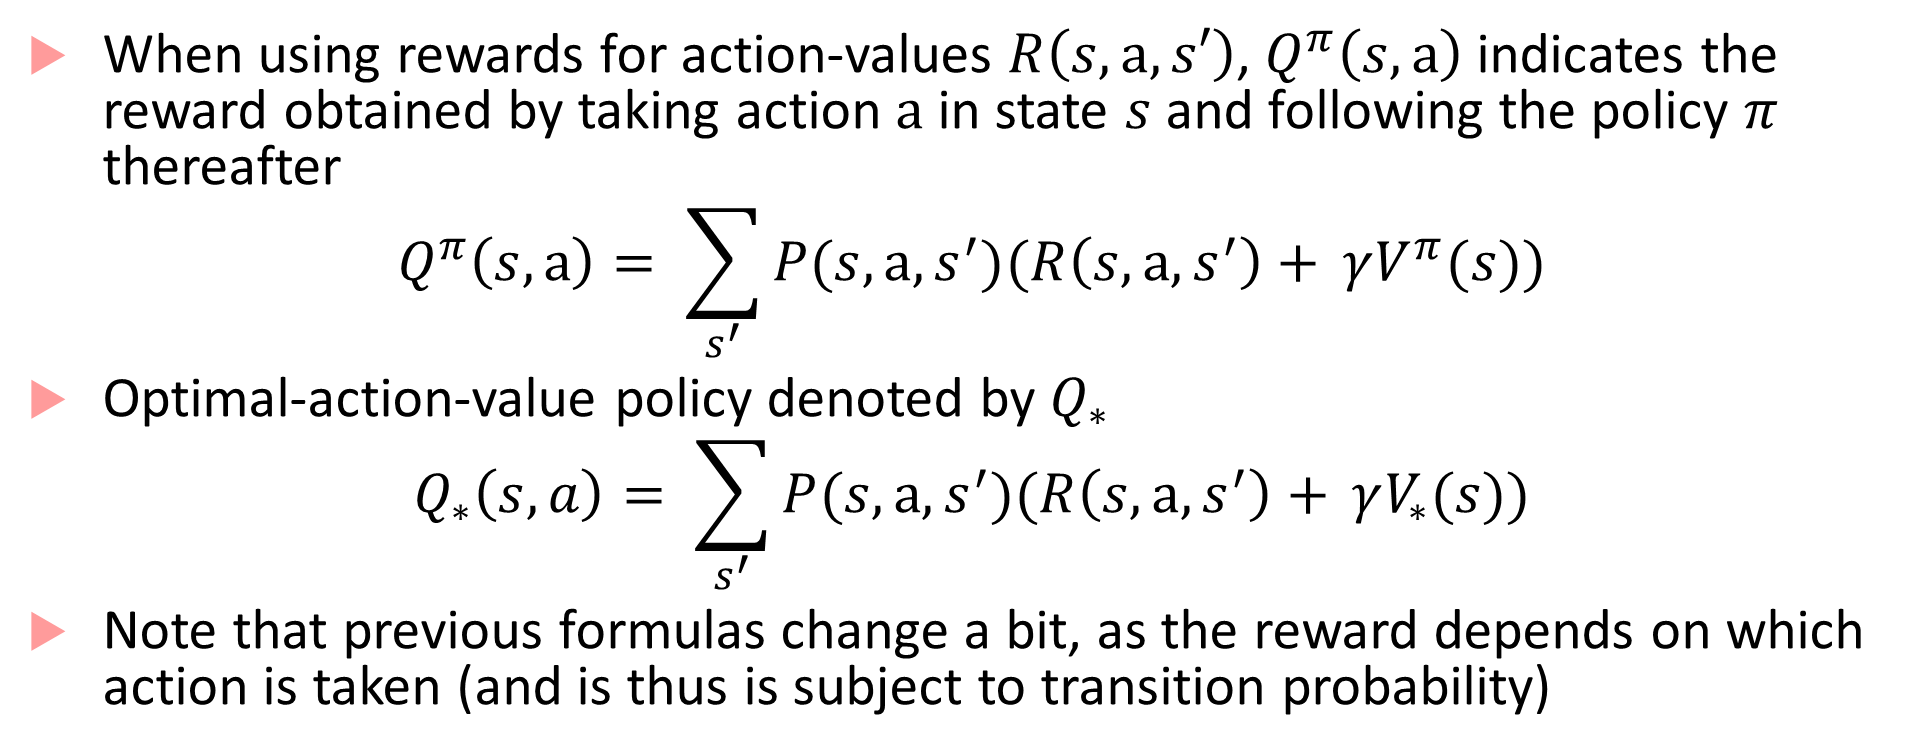 When using rewards for action-values R(s, a, s′), Q^π(s, a) indicates the
reward obtained by taking action a in state s and following the policy π
thereafter
Q^π(s, a) = ∑_{s′} P(s, a, s′)(R(s, a, s′) + γV^π(s))
Optimal-action-value policy denoted by Q_*
Q_*(s, a) = ∑_{s′} P(s, a, s′)(R(s, a, s′) + γV_*(s))
Note that previous formulas change a bit, as the reward depends on which
action is taken (and is thus is subject to transition probability)